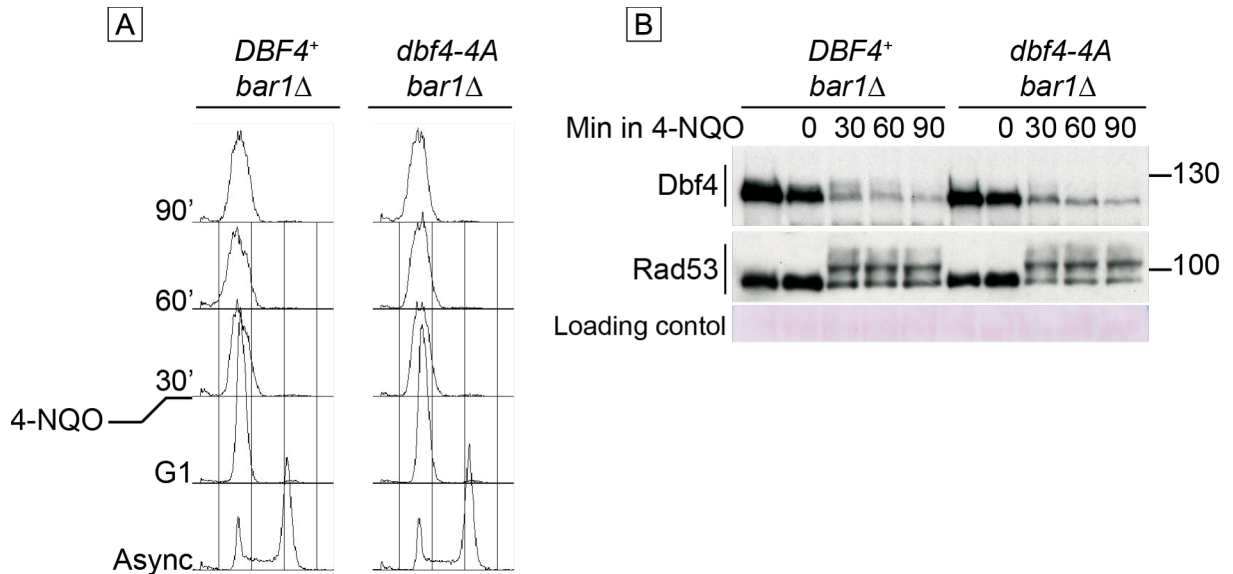 A
DBF4+ dbf4-4A
bar1Δ bar1Δ
90’
60’
30’
4-NQO
G1
Async
B
DBF4+ dbf4-4A
bar1Δ bar1Δ
Min in 4-NQO 0 30 60 90 0 30 60 90
Dbf4 130
Rad53 100
Loading contol